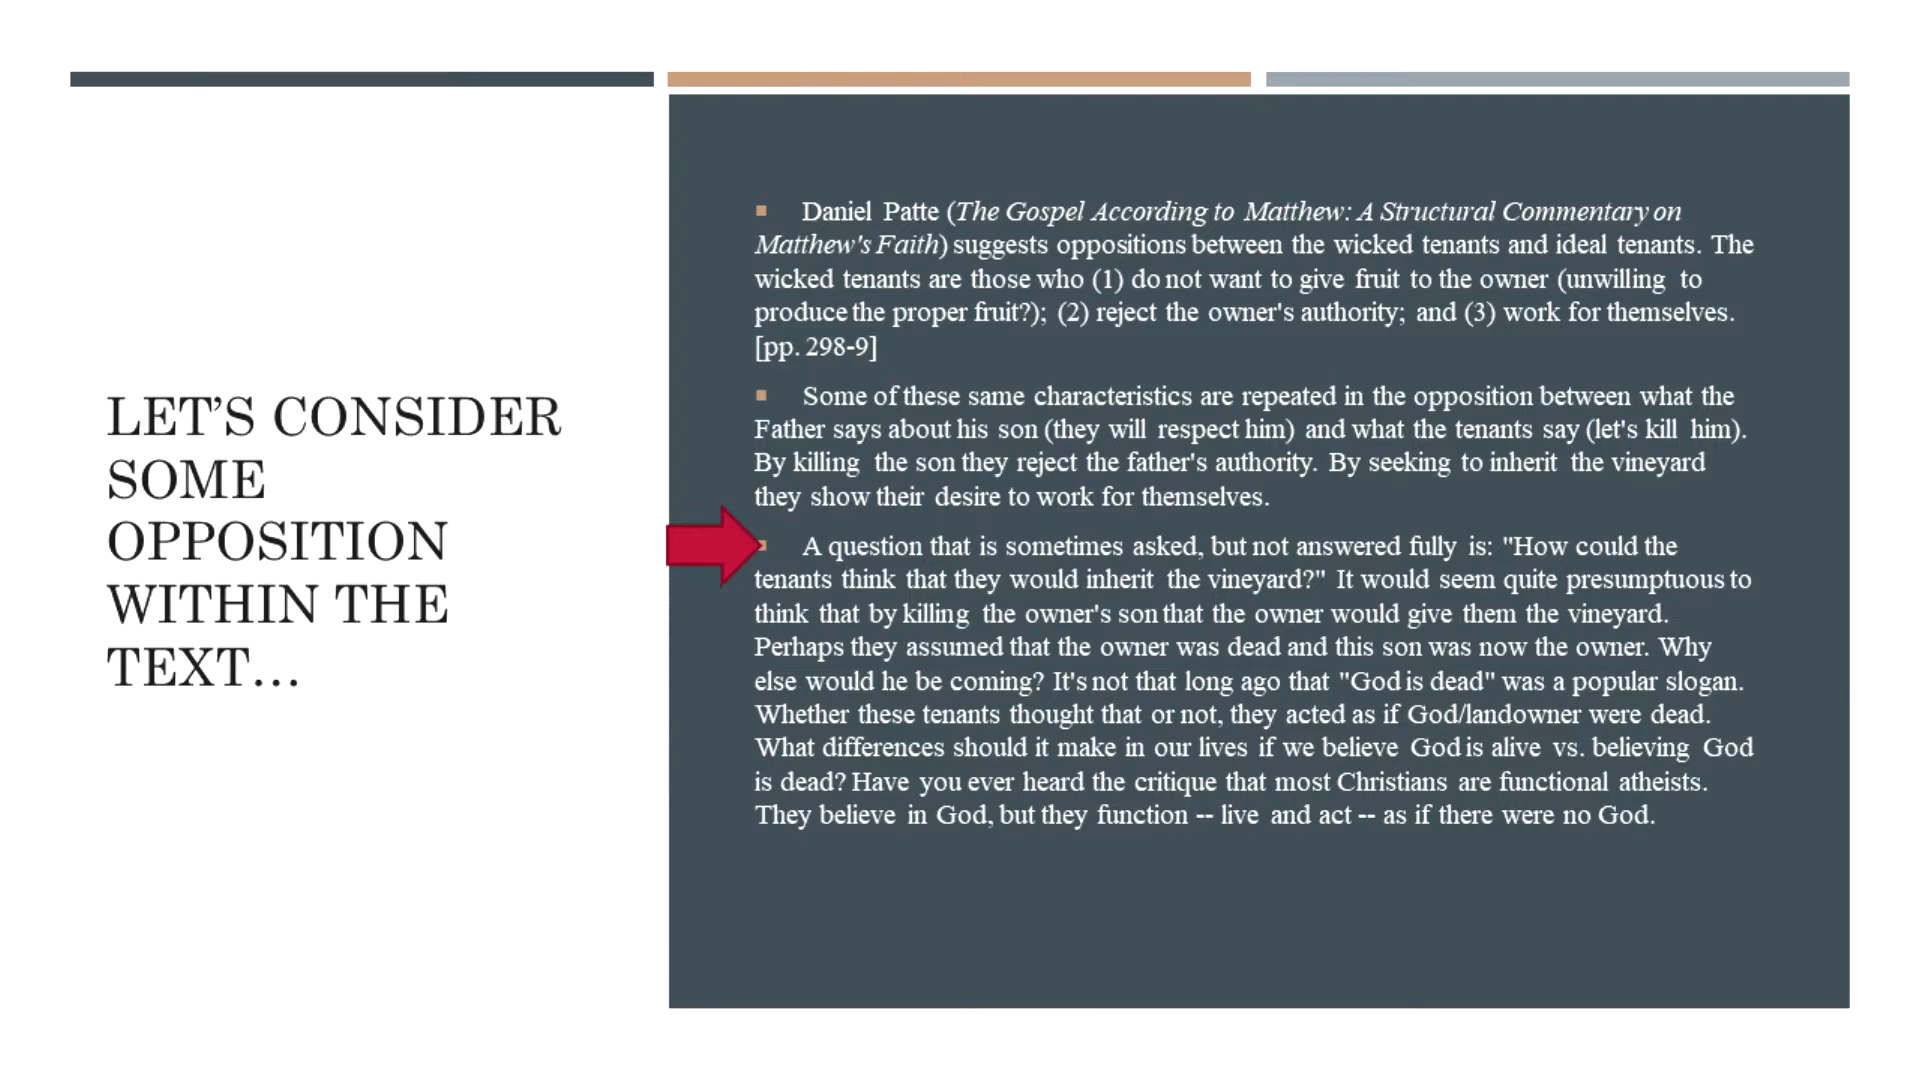 LET’S CONSIDER
SOME
OPPOSITION
WITHIN THE
TEXT…
Daniel Patte (The Gospel According to Matthew: A Structural Commentary on
Matthew's Faith) suggests oppositions between the wicked tenants and ideal tenants. The
wicked tenants are those who (1) do not want to give fruit to the owner (unwilling to
produce the proper fruit?); (2) reject the owner's authority; and (3) work for themselves.
[pp. 298-9]
Some of these same characteristics are repeated in the opposition between what the
Father says about his son (they will respect him) and what the tenants say (let's kill him).
By killing the son they reject the father's authority. By seeking to inherit the vineyard
they show their desire to work for themselves.
A question that is sometimes asked, but not answered fully is: "How could the
tenants think that they would inherit the vineyard?" It would seem quite presumptuous to
think that by killing the owner's son that the owner would give them the vineyard.
Perhaps they assumed that the owner was dead and this son was now the owner. Why
else would he be coming? It's not that long ago that "God is dead" was a popular slogan.
Whether these tenants thought that or not, they acted as if God/landowner were dead.
What differences should it make in our lives if we believe God is alive vs. believing God
is dead? Have you ever heard the critique that most Christians are functional atheists.
They believe in God, but they function -- live and act -- as if there were no God.